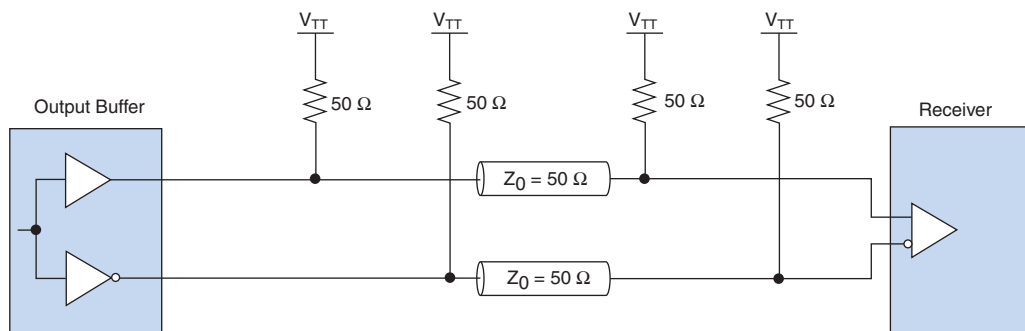 V_TT V_TT V_TT V_TT
50 Ω 50 Ω 50 Ω 50 Ω
Output Buffer
Receiver
Z_0 = 50 Ω
Z_0 = 50 Ω